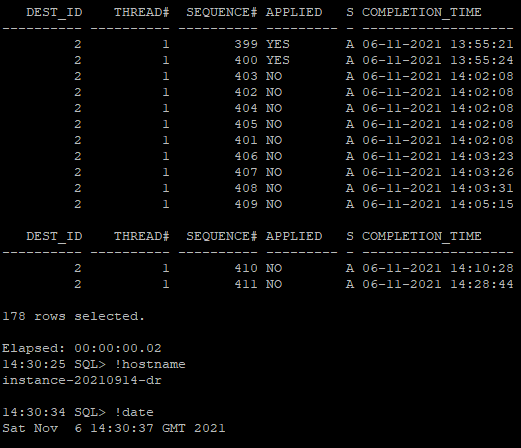 DEST_ID    THREAD#  SEQUENCE# APPLIED   S COMPLETION_TIME
---------- ---------- ---------- --------- - -------------------
2          1        399 YES       A 06-11-2021 13:55:21
2          1        400 YES       A 06-11-2021 13:55:24
2          1        403 NO        A 06-11-2021 14:02:08
2          1        402 NO        A 06-11-2021 14:02:08
2          1        404 NO        A 06-11-2021 14:02:08
2          1        405 NO        A 06-11-2021 14:02:08
2          1        401 NO        A 06-11-2021 14:02:08
2          1        406 NO        A 06-11-2021 14:03:23
2          1        407 NO        A 06-11-2021 14:03:26
2          1        408 NO        A 06-11-2021 14:03:31
2          1        409 NO        A 06-11-2021 14:05:15
DEST_ID    THREAD#  SEQUENCE# APPLIED   S COMPLETION_TIME
---------- ---------- ---------- --------- - -------------------
2          1        410 NO        A 06-11-2021 14:10:28
2          1        411 NO        A 06-11-2021 14:28:44
178 rows selected.
Elapsed: 00:00:00.02
14:30:25 SQL> !hostname
instance-20210914-dr
14:30:34 SQL> !date
Sat Nov  6 14:30:37 GMT 2021